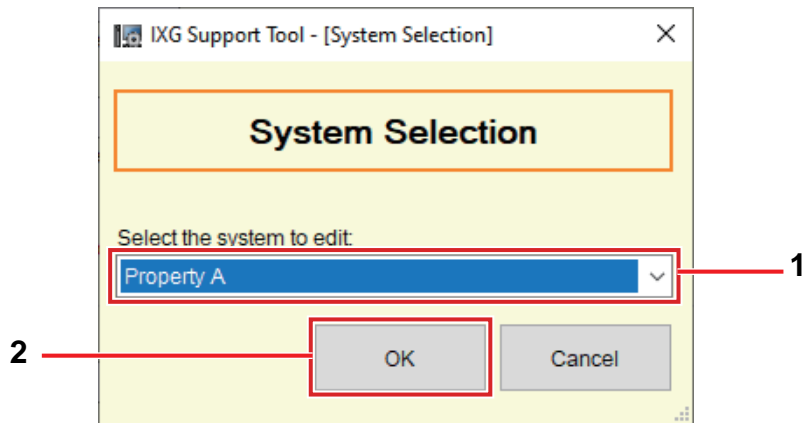 IXG Support Tool - [System Selection]
System Selection
Select the system to edit:
Property A
1
2
OK
Cancel